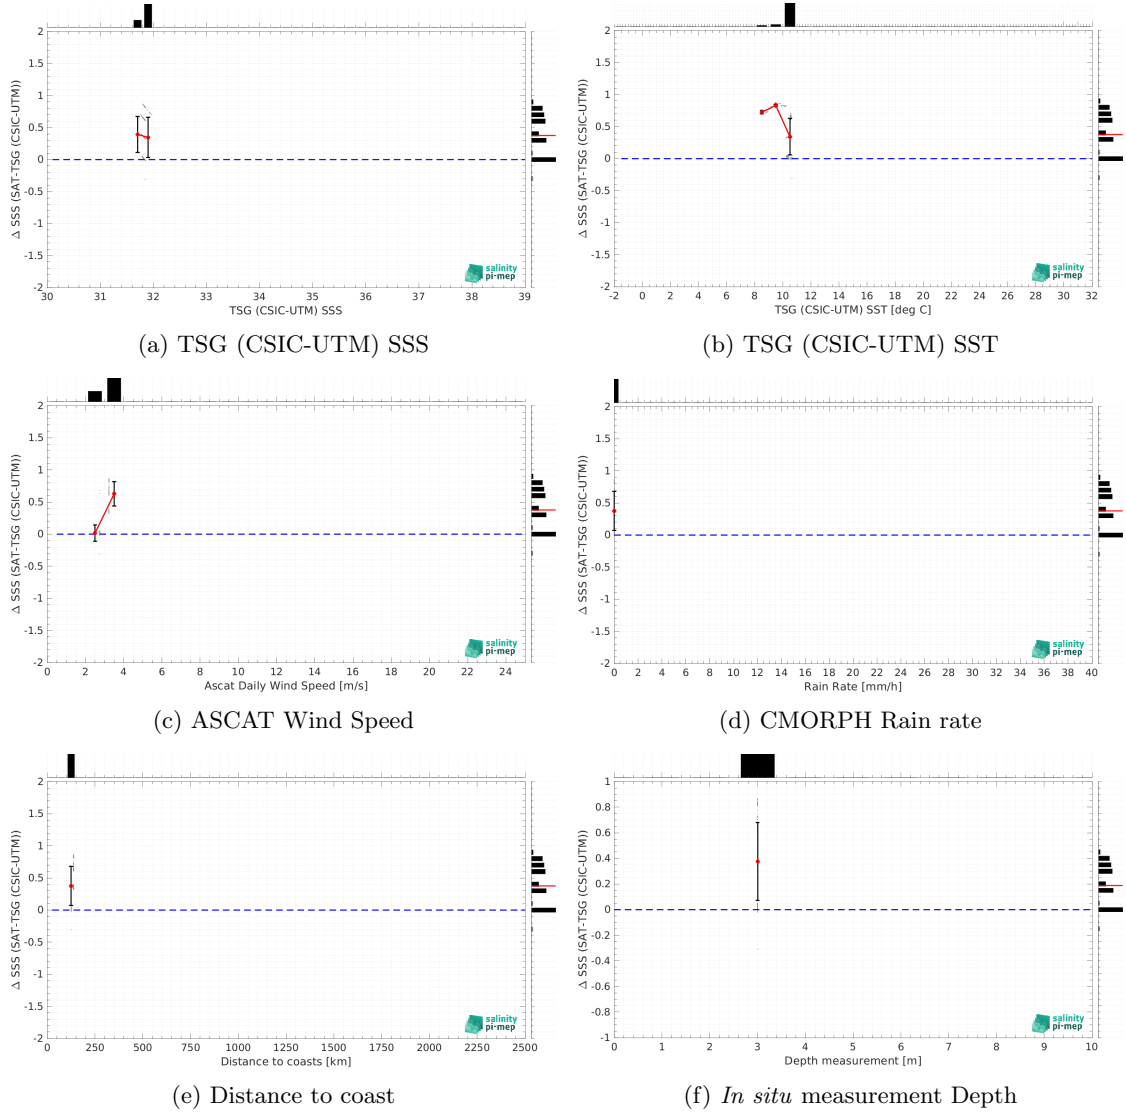 2
1.5
1
0.5
0
-0.5
-1
-1.5
-2
Δ SSS (SAT-TSG (CSIC-UTM))
30 31 32 33 34 35 36 37 38 39
TSG (CSIC-UTM) SSS
salinity
pi-mep
(a) TSG (CSIC-UTM) SSS
2
1.5
1
0.5
0
-0.5
-1
-1.5
-2
Δ SSS (SAT-TSG (CSIC-UTM))
-2 0 2 4 6 8 10 12 14 16 18 20 22 24 26 28 30 32
TSG (CSIC-UTM) SST [deg C]
salinity
pi-mep
(b) TSG (CSIC-UTM) SST
2
1.5
1
0.5
0
-0.5
-1
-1.5
-2
Δ SSS (SAT-TSG (CSIC-UTM))
0 2 4 6 8 10 12 14 16 18 20 22 24
Ascat Daily Wind Speed [m/s]
salinity
pi-mep
(c) ASCAT Wind Speed
2
1.5
1
0.5
0
-0.5
-1
-1.5
-2
Δ SSS (SAT-TSG (CSIC-UTM))
0 2 4 6 8 10 12 14 16 18 20 22 24 26 28 30 32 34 36 38 40
Rain Rate [mm/h]
salinity
pi-mep
(d) CMORPH Rain rate
2
1.5
1
0.5
0
-0.5
-1
-1.5
-2
Δ SSS (SAT-TSG (CSIC-UTM))
0 250 500 750 1000 1250 1500 1750 2000 2250 2500
Distance to coasts [km]
salinity
pi-mep
(e) Distance to coast
1
0.8
0.6
0.4
0.2
0
-0.2
-0.4
-0.6
-0.8
-1
Δ SSS (SAT-TSG (CSIC-UTM))
0 1 2 3 4 5 6 7 8 9 10
Depth measurement [m]
salinity
pi-mep
(f) In situ measurement Depth